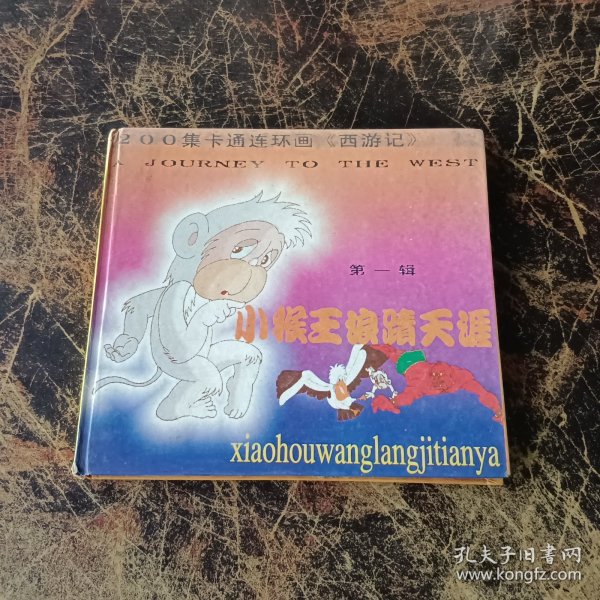 200集卡通连环画《西游记》
A JOURNEY TO THE WEST
第一辑
小猴王浪蹟天涯
xiaohouwanglangjitianya
孔夫子旧书网
www.kongfz.com